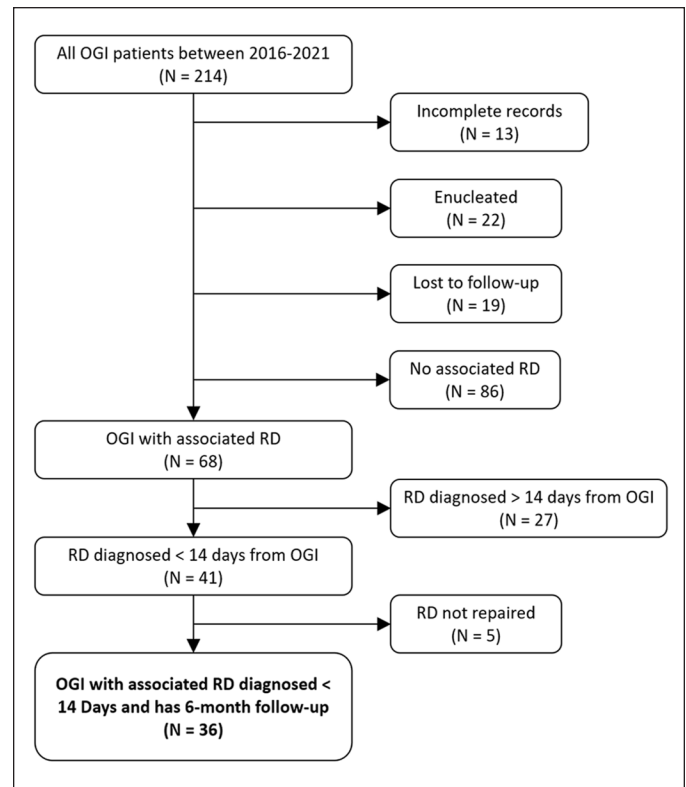 All OGI patients between 2016-2021
(N = 214)
Incomplete records
(N = 13)
Enucleated
(N = 22)
Lost to follow-up
(N = 19)
No associated RD
(N = 86)
OGI with associated RD
(N = 68)
RD diagnosed > 14 days from OGI
(N = 27)
RD diagnosed < 14 days from OGI
(N = 41)
RD not repaired
(N = 5)
OGI with associated RD diagnosed <
14 Days and has 6-month follow-up
(N = 36)